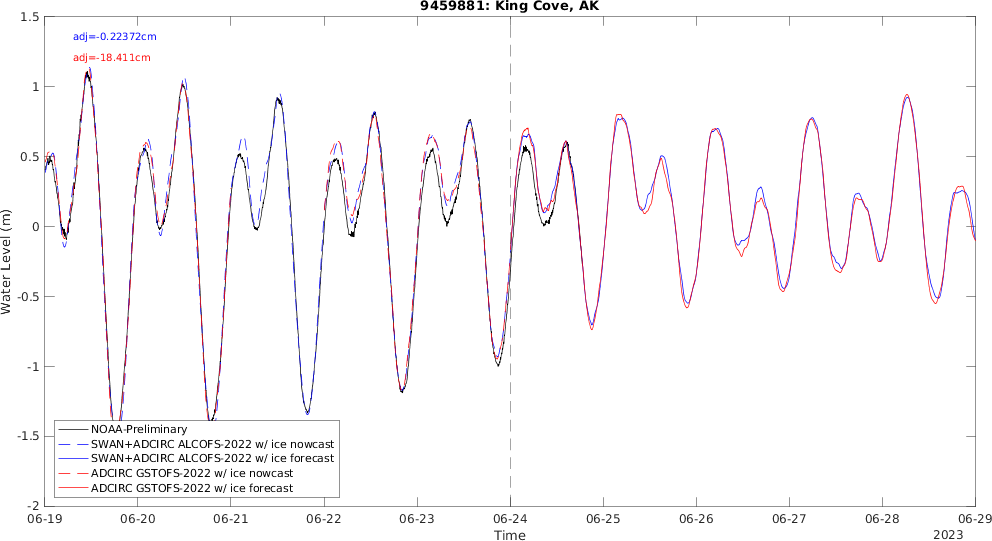 9459881: King Cove, AK
adj=-0.22372cm
adj=-18.411cm
1.5
1
0.5
0
-0.5
-1
-1.5
-2
Water Level (m)
NOAA-Preliminary
SWAN+ADCIRC ALCOFS-2022 w/ ice nowcast
SWAN+ADCIRC ALCOFS-2022 w/ ice forecast
ADCIRC GSTOFS-2022 w/ ice nowcast
ADCIRC GSTOFS-2022 w/ ice forecast
06-19 06-20 06-21 06-22 06-23 06-24 06-25 06-26 06-27 06-28 06-29
Time
2023